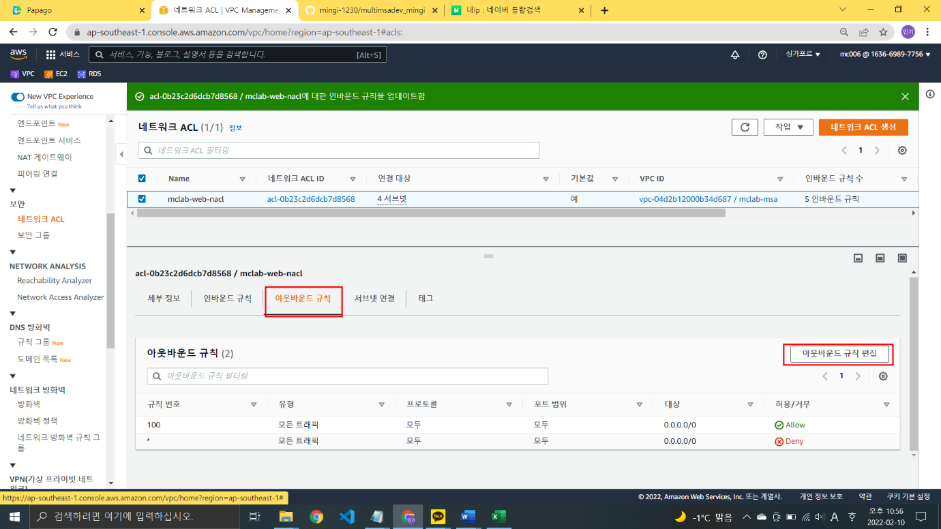 Papago
네트워크 ACL | VPC Manageme
mingi-1230/multimsadev_mingi
내ip : 네이버 통합검색
ap-southeast-1.console.aws.amazon.com/vpc/home?region=ap-southeast-1#acls:
민기
aws
서비스
서비스, 기능, 블로그, 설명서 등을 검색합니다.
[Alt+S]
싱가포르
mc006 @ 1636-6989-7756
VPC
EC2
RDS
New VPC Experience
Tell us what you think
엔드포인트 New
엔드포인트 서비스
NAT 게이트웨이
피어링 연결
보안
네트워크 ACL
보안 그룹
NETWORK ANALYSIS
Reachability Analyzer
Network Access Analyzer
DNS 방화벽
규칙 그룹 New
도메인 목록 New
네트워크 방화벽
방화벽
방화벽 정책
네트워크 방화벽 규칙 그룹
VPN(가상 프라이빗 네트워크)
acl-0b23c2d6dcb7d8568 / mclab-web-nacl에 대한 인바운드 규칙을 업데이트함
네트워크 ACL (1/1) 정보
작업
네트워크 ACL 생성
네트워크 ACL 필터링
1
Name
네트워크 ACL ID
연결 대상
기본값
VPC ID
인바운드 규칙 수
mclab-web-nacl
acl-0b23c2d6dcb7d8568
4 서브넷
예
vpc-04d2b12000b34d687 / mclab-msa
5 인바운드 규칙
acl-0b23c2d6dcb7d8568 / mclab-web-nacl
세부 정보
인바운드 규칙
아웃바운드 규칙
서브넷 연결
태그
아웃바운드 규칙 (2)
아웃바운드 규칙 편집
아웃바운드 규칙 필터링
1
규칙 번호
유형
프로토콜
포트 범위
대상
허용/거부
100
모든 트래픽
모두
모두
0.0.0.0/0
Allow
*
모든 트래픽
모두
모두
0.0.0.0/0
Deny
https://ap-southeast-1.console.aws.amazon.com/vpc/home?region=ap-southeast-1#
© 2022, Amazon Web Services, Inc. 또는 계열사.
개인 정보 보호
약관
쿠키 기본 설정
검색하려면 여기에 입력하십시오.
-1°C 맑음
A
오후 10:56
2022-02-10